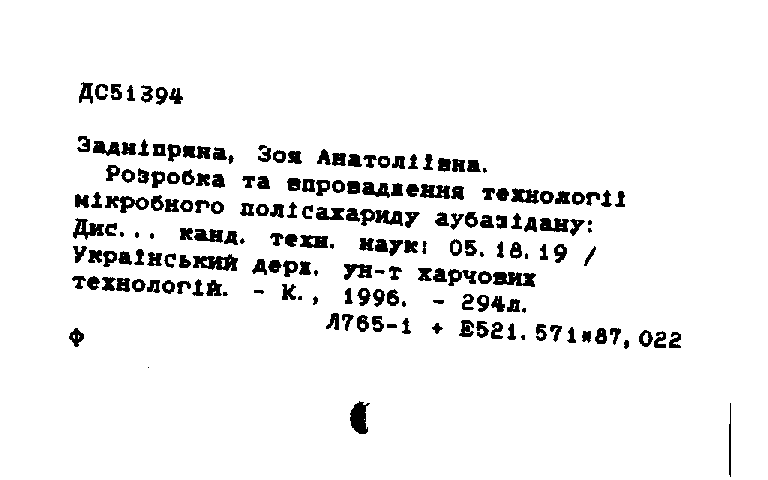 ДС51394
Задніпряна, Зоя Анатоліївна.
Розробка та впровадження технології
мікробного полісахариду аубазідану:
Дис... канд. техн. наук: 05.18.19 /
Український держ. ун-т харчових
технологій. - К., 1996. - 294л.
Л765-1 + Е521.571*87,022
Ф